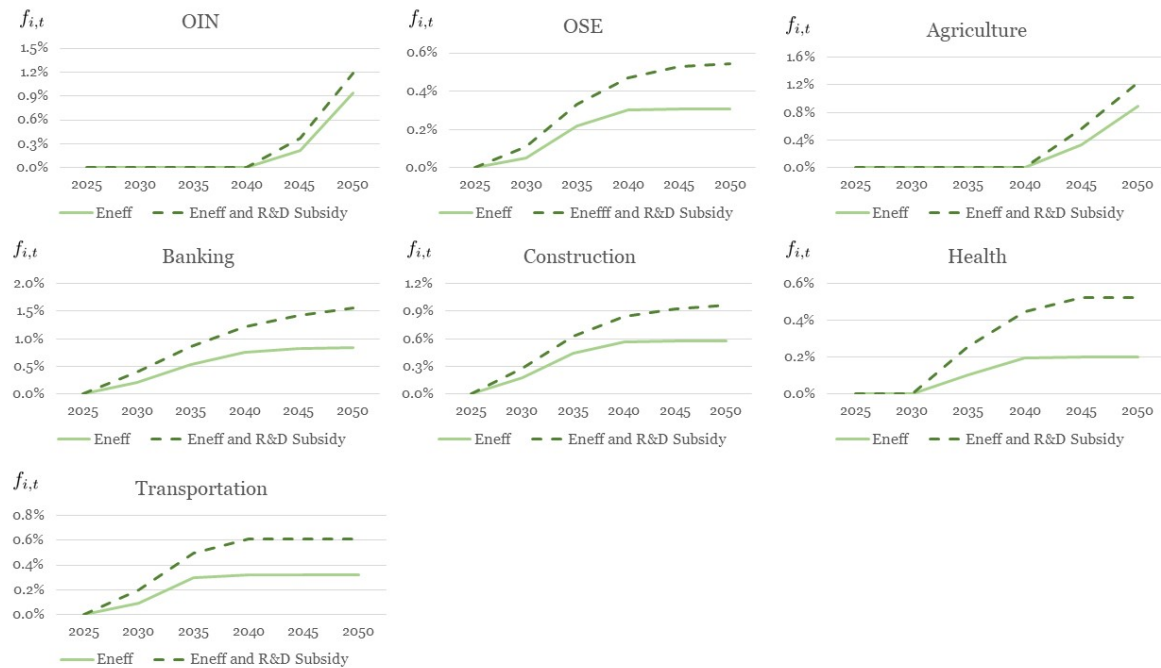 f_{i,t} OIN
1.5%
1.2%
0.9%
0.6%
0.3%
0.0%
2025 2030 2035 2040 2045 2050
Eneff Eneff and R&D Subsidy
f_{i,t} OSE
0.6%
0.4%
0.2%
0.0%
2025 2030 2035 2040 2045 2050
Eneff Enefff and R&D Subsidy
f_{i,t} Agriculture
1.6%
1.2%
0.8%
0.4%
0.0%
2025 2030 2035 2040 2045 2050
Eneff Eneff and R&D Subsidy
f_{i,t} Banking
2.0%
1.5%
1.0%
0.5%
0.0%
2025 2030 2035 2040 2045 2050
Eneff Eneff and R&D Subsidy
f_{i,t} Construction
1.2%
0.9%
0.6%
0.3%
0.0%
2025 2030 2035 2040 2045 2050
Eneff Eneff and R&D Subsidy
f_{i,t} Health
0.6%
0.4%
0.2%
0.0%
2025 2030 2035 2040 2045 2050
Eneff Eneff and R&D Subsidy
f_{i,t} Transportation
0.8%
0.6%
0.4%
0.2%
0.0%
2025 2030 2035 2040 2045 2050
Eneff Eneff and R&D Subsidy